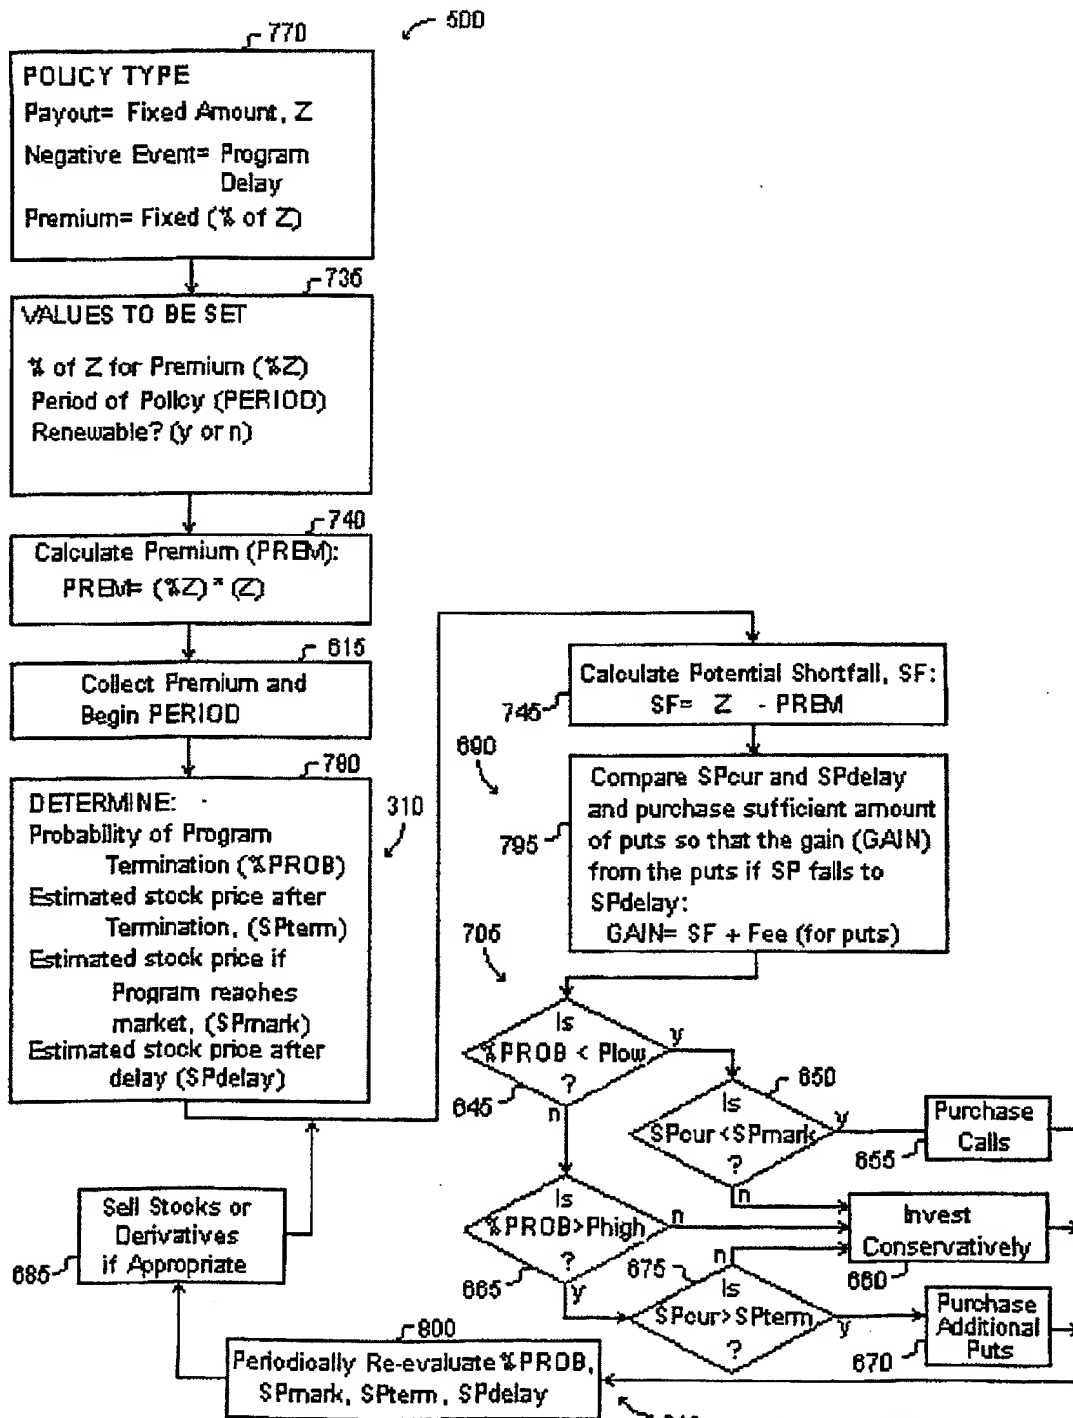 500
770
POLICY TYPE
Payout= Fixed Amount, Z
Negative Event= Program
Delay
Premium= Fixed (% of Z)
735
VALUES TO BE SET
% of Z for Premium (%Z)
Period of Policy (PERIOD)
Renewable? (y or n)
740
Calculate Premium (PREM):
PREM= (%Z) * (Z)
615
Collect Premium and
Begin PERIOD
780
DETERMINE:
Probability of Program
Termination (%PROB)
Estimated stock price after
Termination, (SPterm)
Estimated stock price if
Program reaches
market, (SPmark)
Estimated stock price after
delay (SPdelay)
310
745
Calculate Potential Shortfall, SF:
SF= Z - PREM
690
795
Compare SPcur and SPdelay
and purchase sufficient amount
of puts so that the gain (GAIN)
from the puts if SP falls to
SPdelay:
GAIN= SF + Fee (for puts)
705
Is
%PROB < Plow
?
y
n
645
650
Is
SPcur<SPmark
?
y
n
655
Purchase
Calls
Is
%PROB>Phigh
?
n
y
665
Invest
Conservatively
660
675
n
Is
SPcur>SPterm
?
y
Purchase
Additional
Puts
670
Sell Stocks or
Derivatives
if Appropriate
685
800
Periodically Re-evaluate %PROB,
SPmark, SPterm, SPdelay